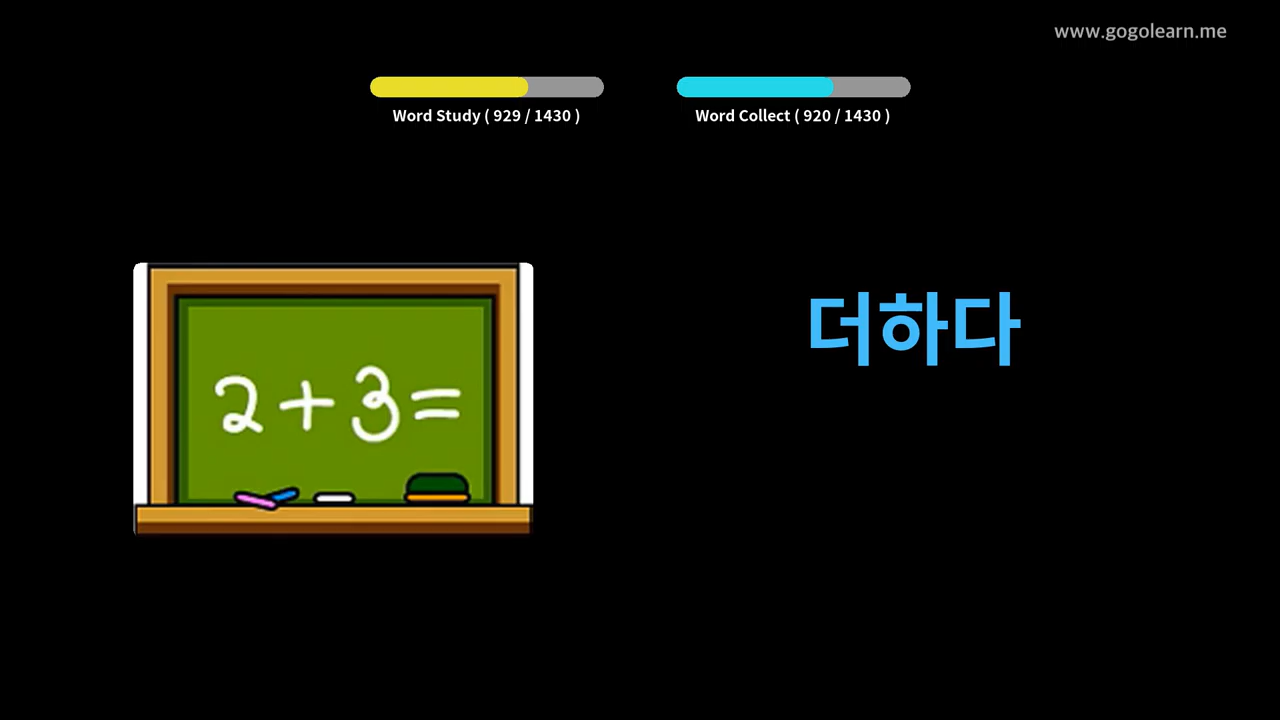 www.gogolearn.me
Word Study ( 929 / 1430 )
Word Collect ( 920 / 1430 )
더하다
2+3=